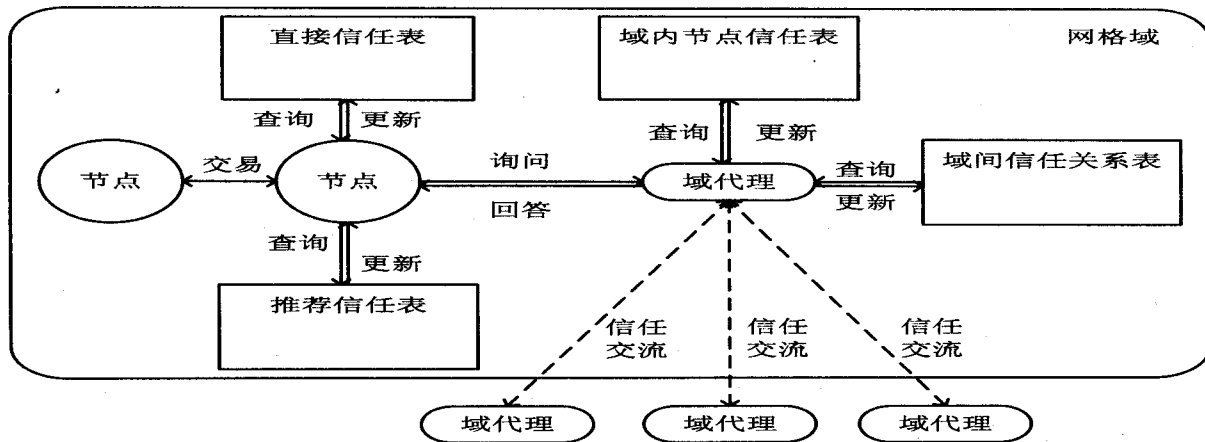 直接信任表
域内节点信任表
网格域
查询
更新
查询
更新
节点
交易
节点
询问
回答
域代理
查询
更新
域间信任关系表
查询
更新
推荐信任表
信任
交流
信任
交流
信任
交流
域代理
域代理
域代理